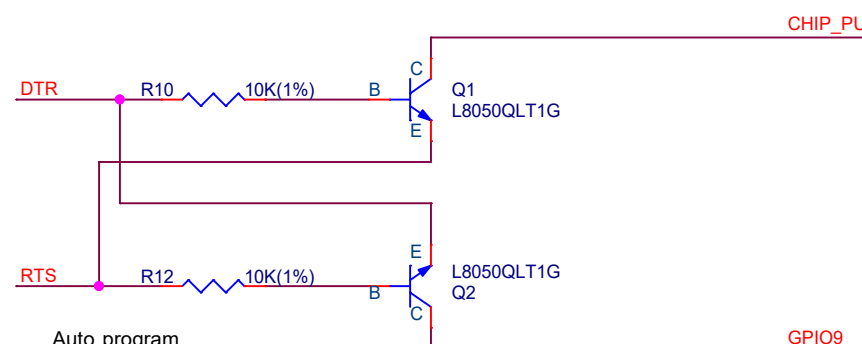 CHIP_PU
C
DTR
R10
10K(1%)
B
Q1
L8050QLT1G
E
E
RTS
R12
10K(1%)
B
L8050QLT1G
Q2
C
Auto program
GPIO9